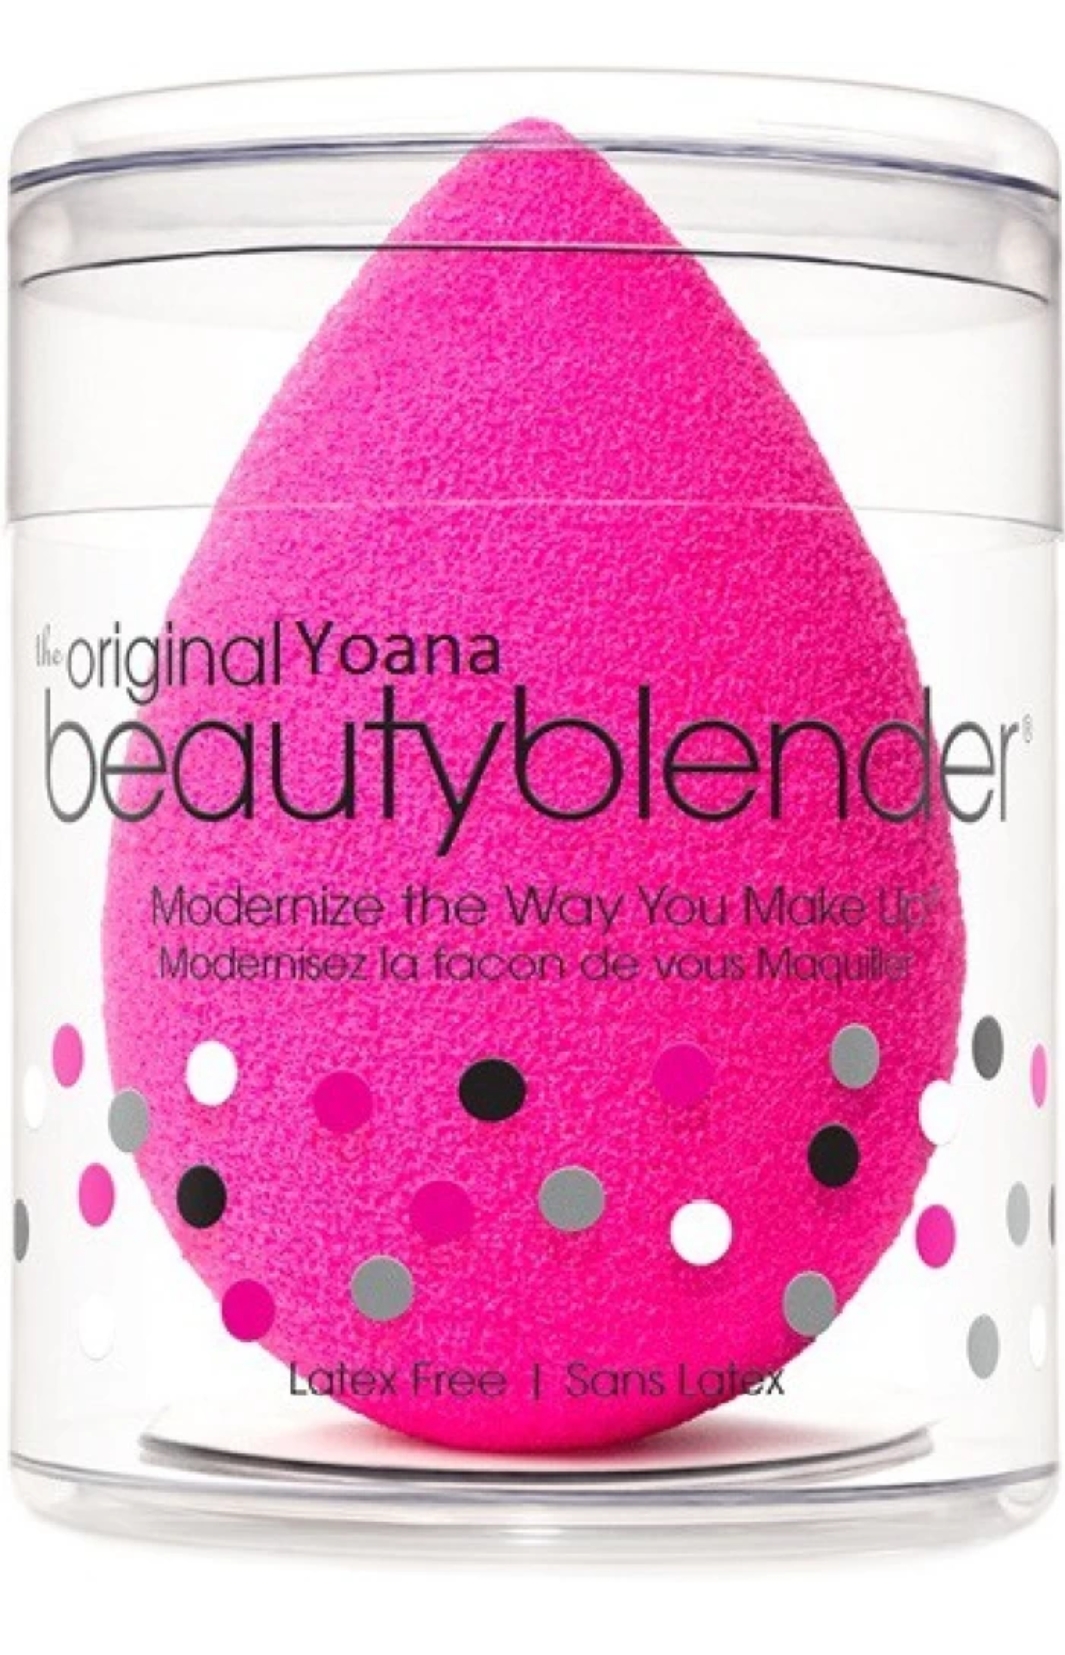 the original Yoana
beautyblender®
Modernize the Way You Make Up®
Modernisez la facon de vous Maquiller
Latex Free | Sans Latex